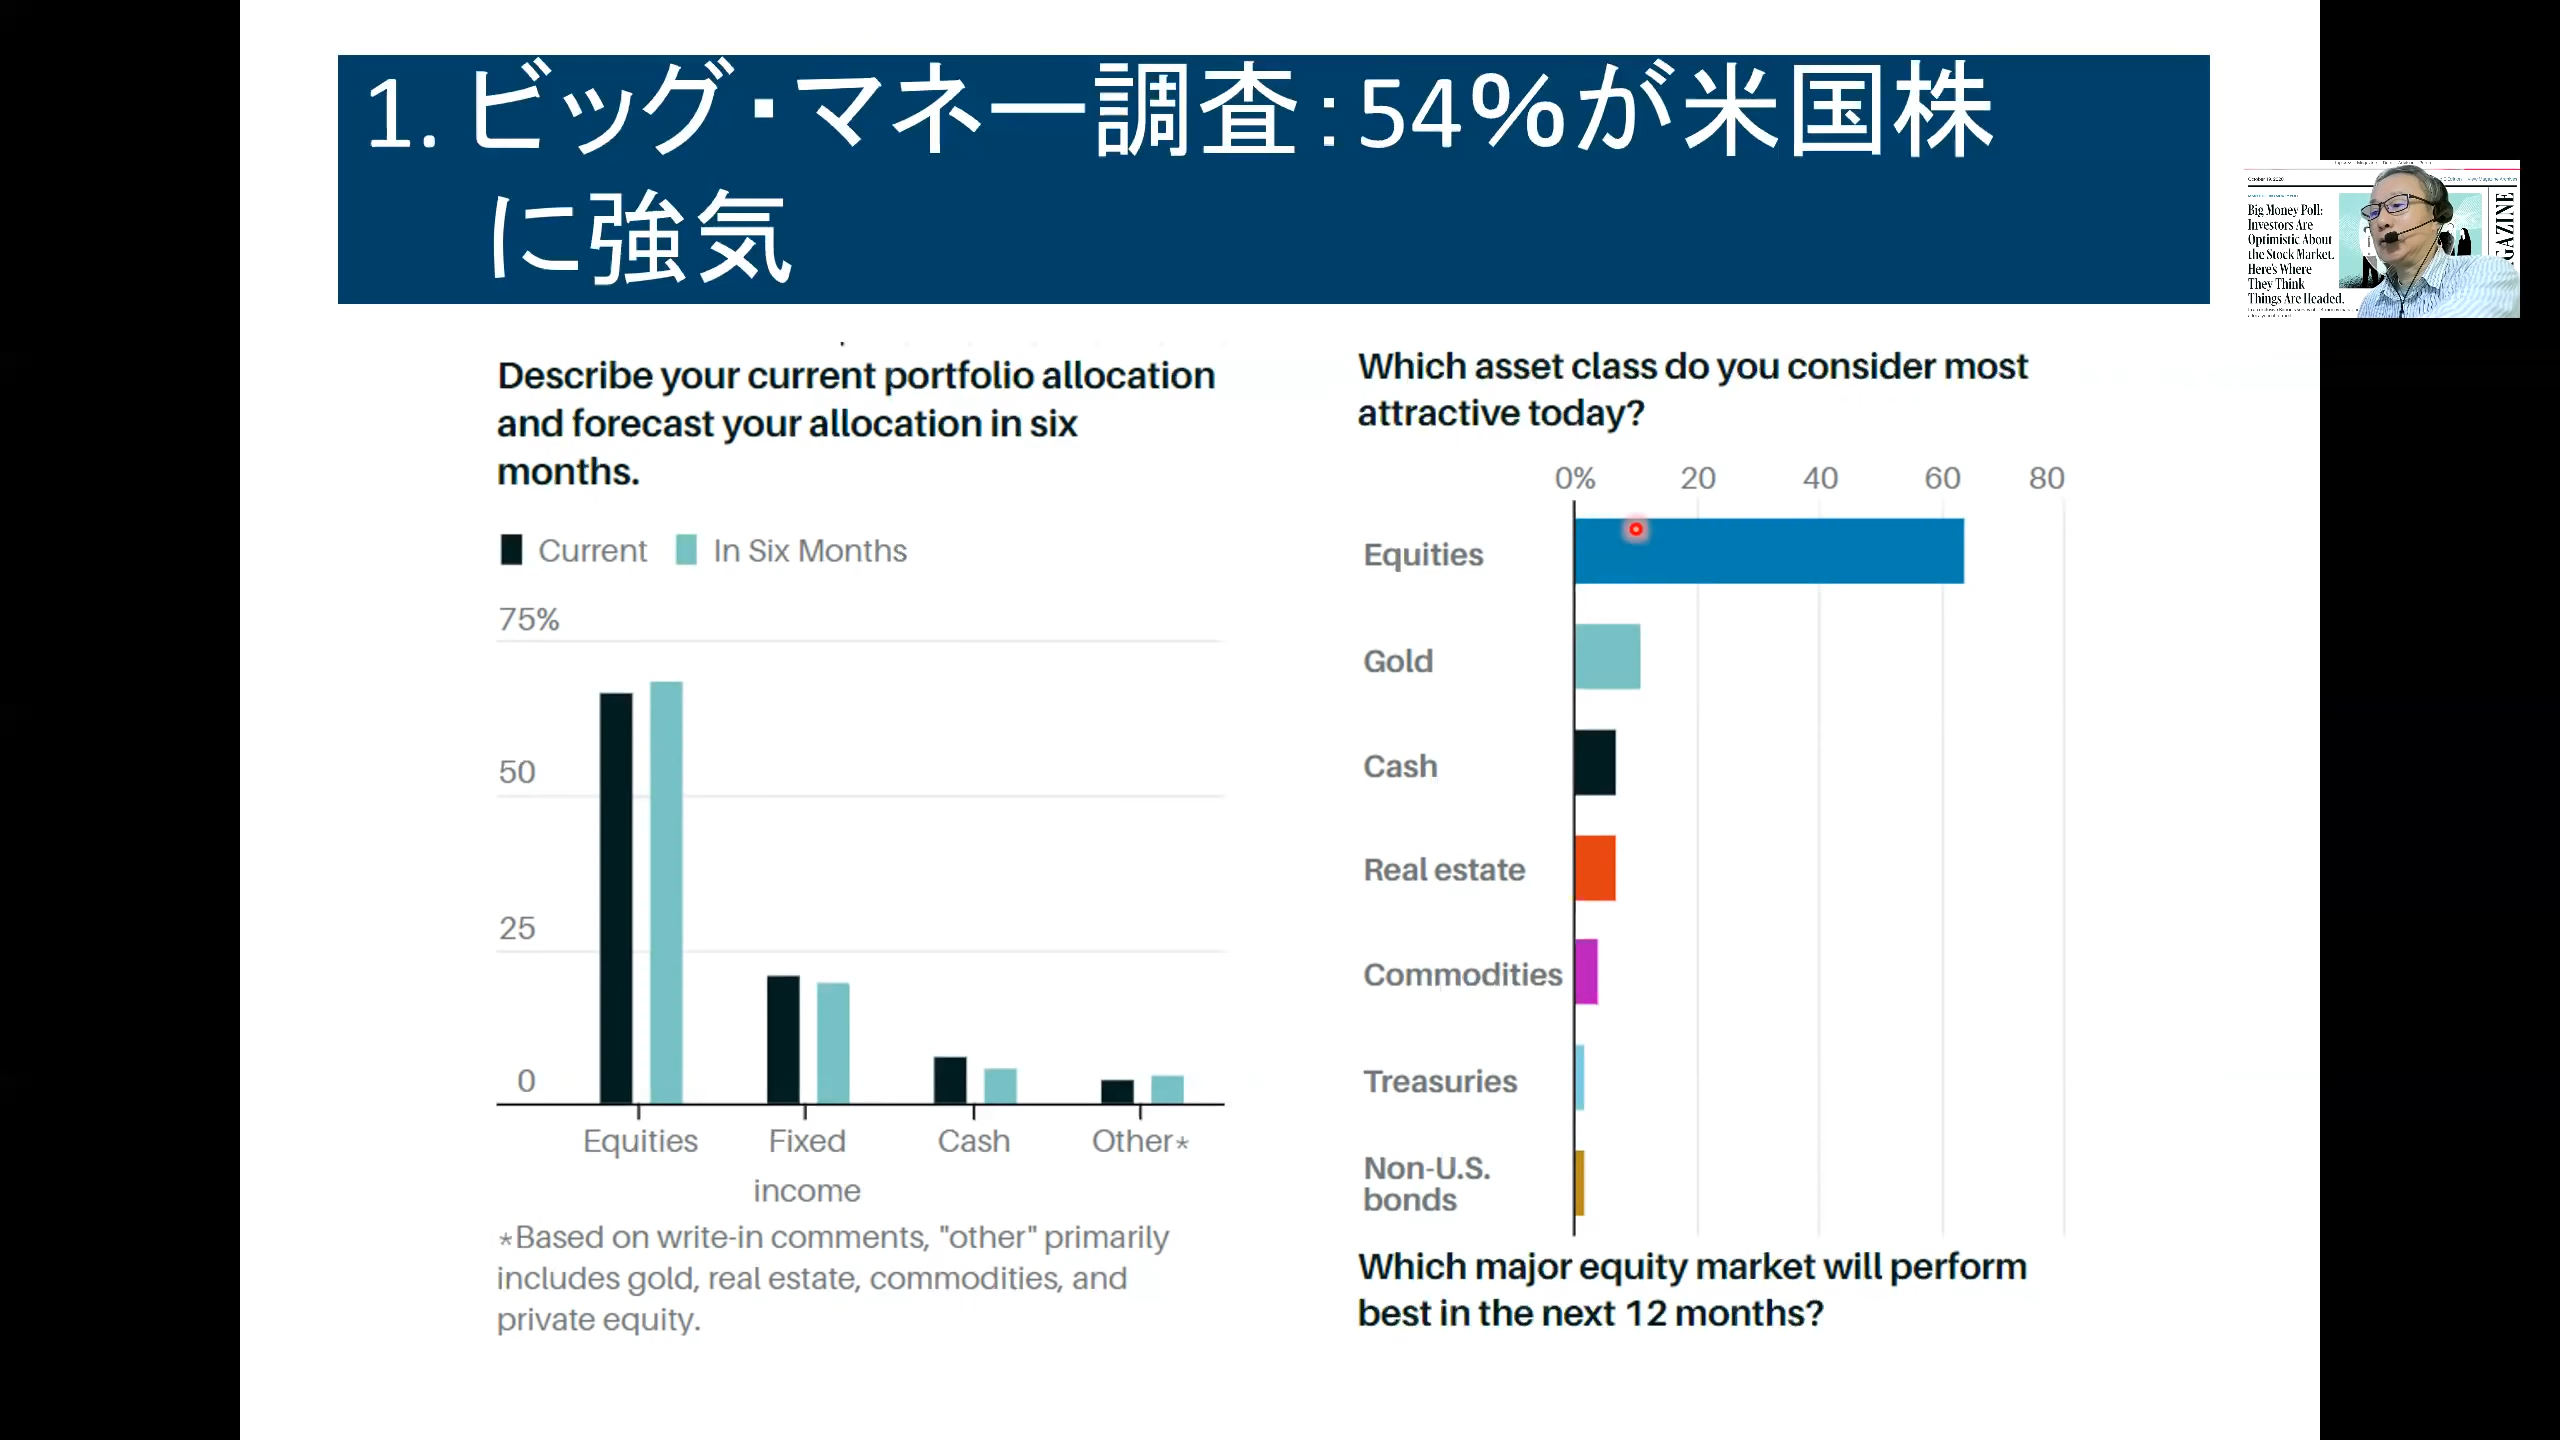 1. ビッグ・マネー調査：54％が米国株
に強気
October 19, 2020
Big Money Poll:
Investors Are
Optimistic About
the Stock Market.
Here's Where
They Think
Things Are Headed.
Describe your current portfolio allocation
and forecast your allocation in six
months.
Current In Six Months
75%
50
25
0
Equities Fixed Cash Other*
income
*Based on write-in comments, "other" primarily
includes gold, real estate, commodities, and
private equity.
Which asset class do you consider most
attractive today?
0% 20 40 60 80
Equities
Gold
Cash
Real estate
Commodities
Treasuries
Non-U.S.
bonds
Which major equity market will perform
best in the next 12 months?